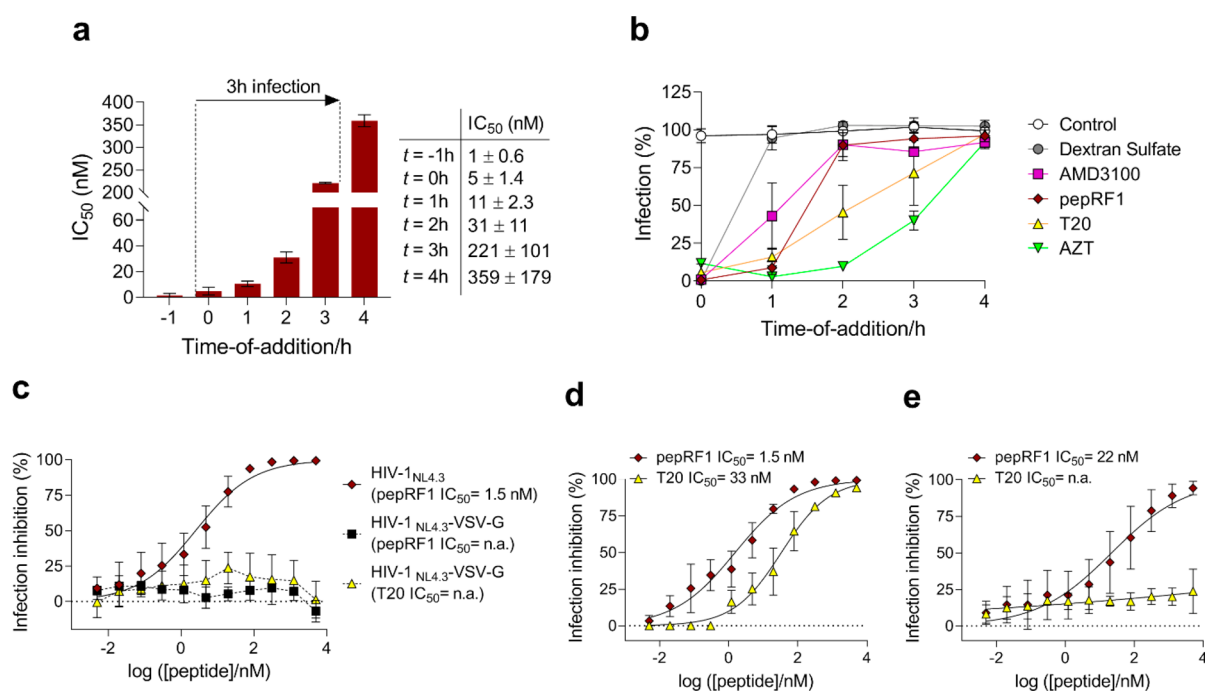 a
3h infection
400
350
300
250
200
60
40
20
0
IC50 (nM)
-1 0 1 2 3 4
Time-of-addition/h
IC50 (nM)
t = -1h 1 ± 0.6
t = 0h 5 ± 1.4
t = 1h 11 ± 2.3
t = 2h 31 ± 11
t = 3h 221 ± 101
t = 4h 359 ± 179
b
125
100
75
50
25
0
Infection (%)
0 1 2 3 4
Time-of-addition/h
Control
Dextran Sulfate
AMD3100
pepRF1
T20
AZT
c
100
75
50
25
0
Infection inhibition (%)
-2 0 2 4
log ([peptide]/nM)
HIV-1NL4.3
(pepRF1 IC50= 1.5 nM)
HIV-1 NL4.3-VSV-G
(pepRF1 IC50= n.a.)
HIV-1 NL4.3-VSV-G
(T20 IC50= n.a.)
d
pepRF1 IC50= 1.5 nM
T20 IC50= 33 nM
100
75
50
25
0
Infection inhibition (%)
-2 0 2 4
log ([peptide]/nM)
e
pepRF1 IC50= 22 nM
T20 IC50= n.a.
100
75
50
25
0
Infection inhibition (%)
-2 0 2 4
log ([peptide]/nM)